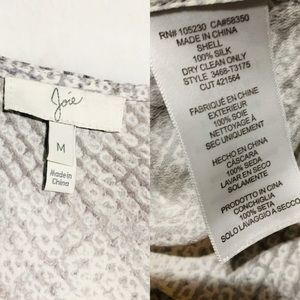 Joie
M
Made in
China
RN# 105230 CA#58350
MADE IN CHINA
SHELL
100% SILK
DRY CLEAN ONLY
STYLE 3468-T3175
CUT 421564
FABRIQUÉ EN CHINE
EXTERIEUR
100% SOIE
NETTOYAGE À
SEC UNIQUEMENT
HECHO EN CHINA
CÁSCARA
100% SEDA
LAVAR EN SECO
SOLAMENTE
PRODOTTO IN CINA
CONCHIGLIA
100% SETA
SOLO LAVAGGIO A SECCO